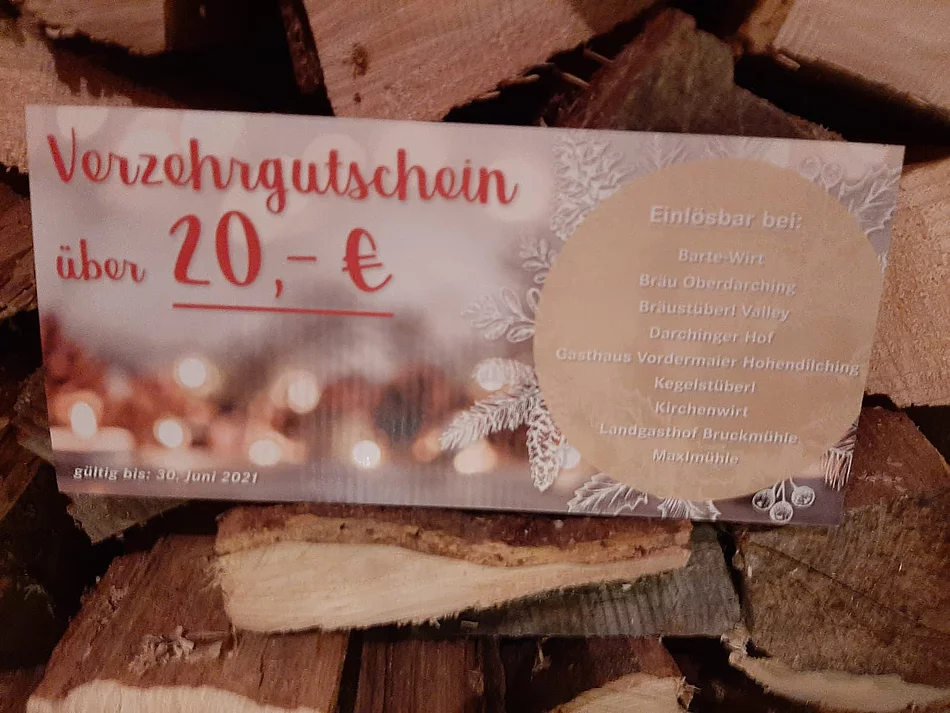 Verzehrgutschein
über 20,- €
gültig bis: 30. Juni 2021
Einlösbar bei:
Barte-Wirt
Bräu Oberdarching
Bräustüberl Valley
Darchinger Hof
Gasthaus Vordermaier Hohendilching
Kegelstüberl
Kirchenwirt
Landgasthof Bruckmühle
Maxlmühle